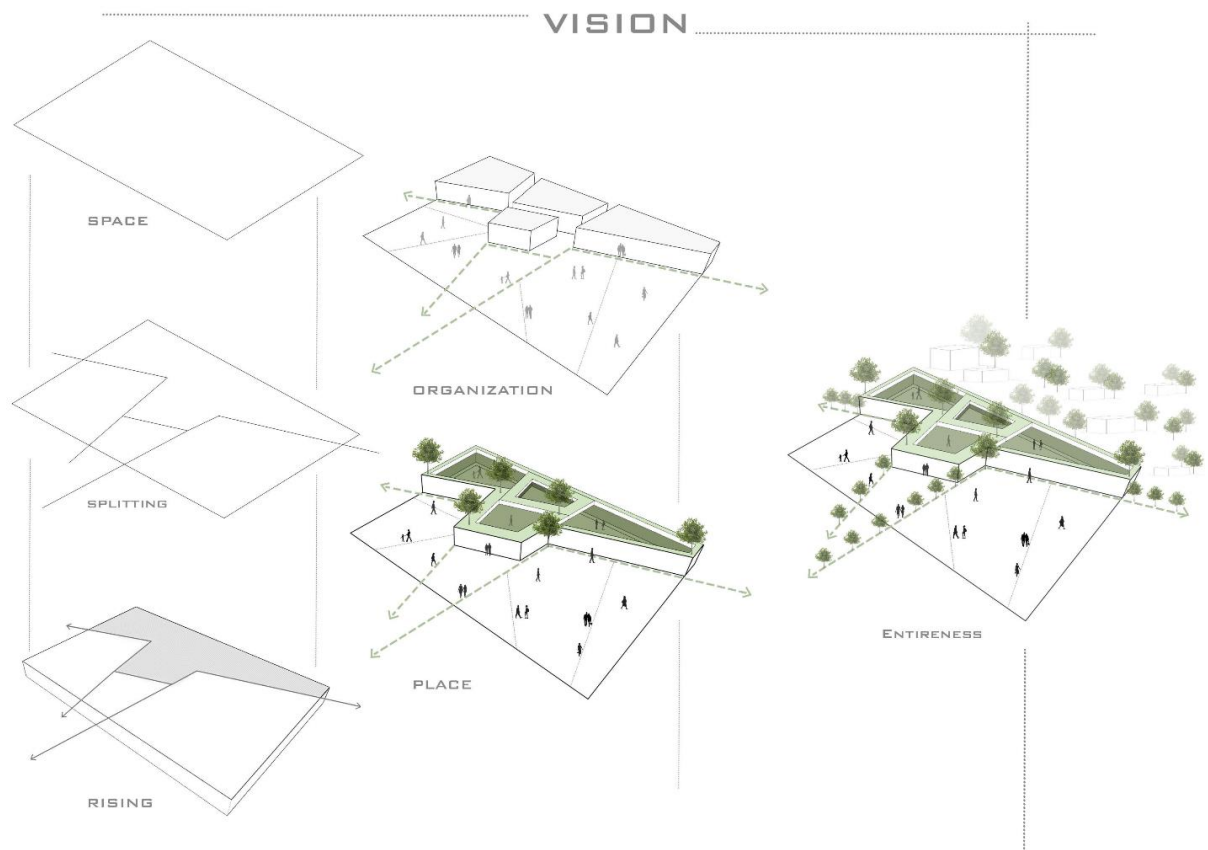 VISION
SPACE
SPLITTING
RISING
ORGANIZATION
PLACE
ENTIRENESS